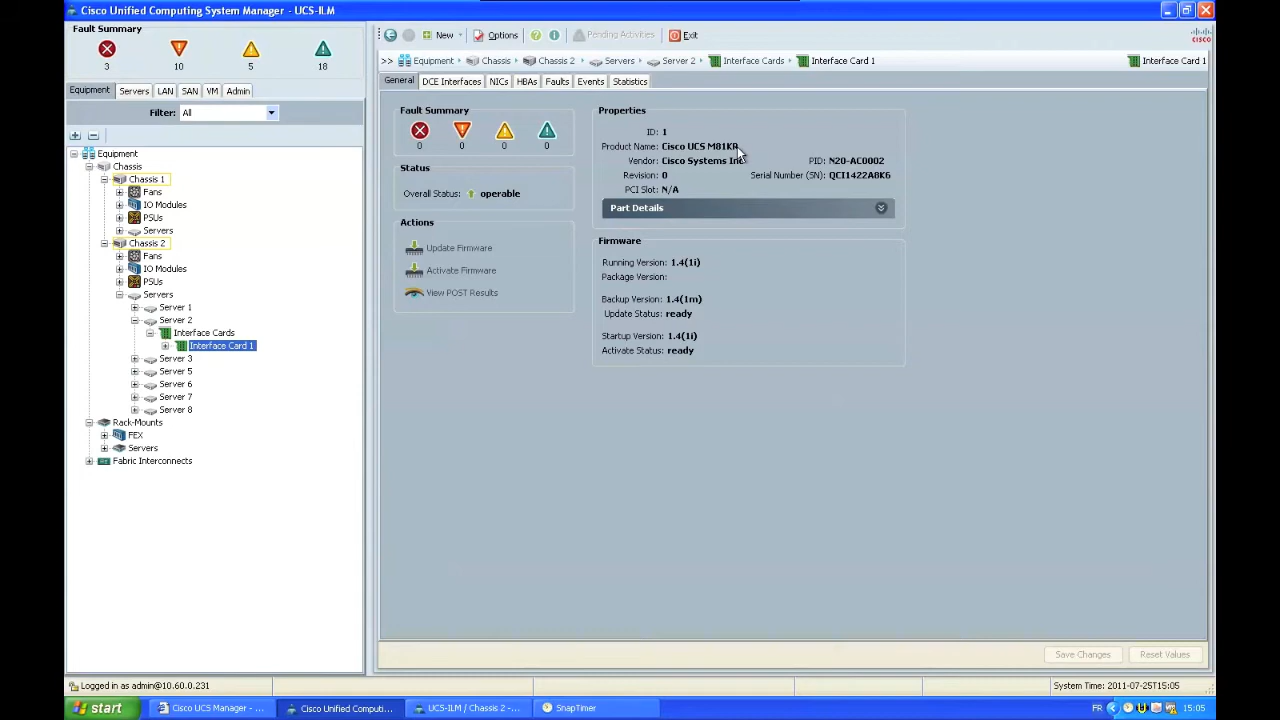 Cisco Unified Computing System Manager - UCS-ILM
Fault Summary
3 10 5 18
Equipment Servers LAN SAN VM Admin
Filter: All
Equipment
Chassis
Chassis 1
Fans
IO Modules
PSUs
Servers
Chassis 2
Fans
IO Modules
PSUs
Servers
Server 1
Server 2
Interface Cards
Interface Card 1
Server 3
Server 5
Server 6
Server 7
Server 8
Rack-Mounts
FEX
Servers
Fabric Interconnects
New Options Pending Activities Exit
CISCO
>> Equipment Chassis Chassis 2 Servers Server 2 Interface Cards Interface Card 1 Interface Card 1
General DCE Interfaces NICs HBAs Faults Events Statistics
Fault Summary
0 0 0 0
Status
Overall Status: operable
Actions
Update Firmware
Activate Firmware
View POST Results
Properties
ID: 1
Product Name: Cisco UCS M81KR
Vendor: Cisco Systems Inc PID: N20-AC0002
Revision: 0 Serial Number (SN): QCI1422A8K6
PCI Slot: N/A
Part Details
Firmware
Running Version: 1.4(1i)
Package Version:
Backup Version: 1.4(1m)
Update Status: ready
Startup Version: 1.4(1i)
Activate Status: ready
Save Changes Reset Values
Logged in as admin@10.60.0.231 System Time: 2011-07-25T15:05
start Cisco UCS Manager - ... Cisco Unified Computi... UCS-ILM / Chassis 2 -... SnapTimer FR 15:05